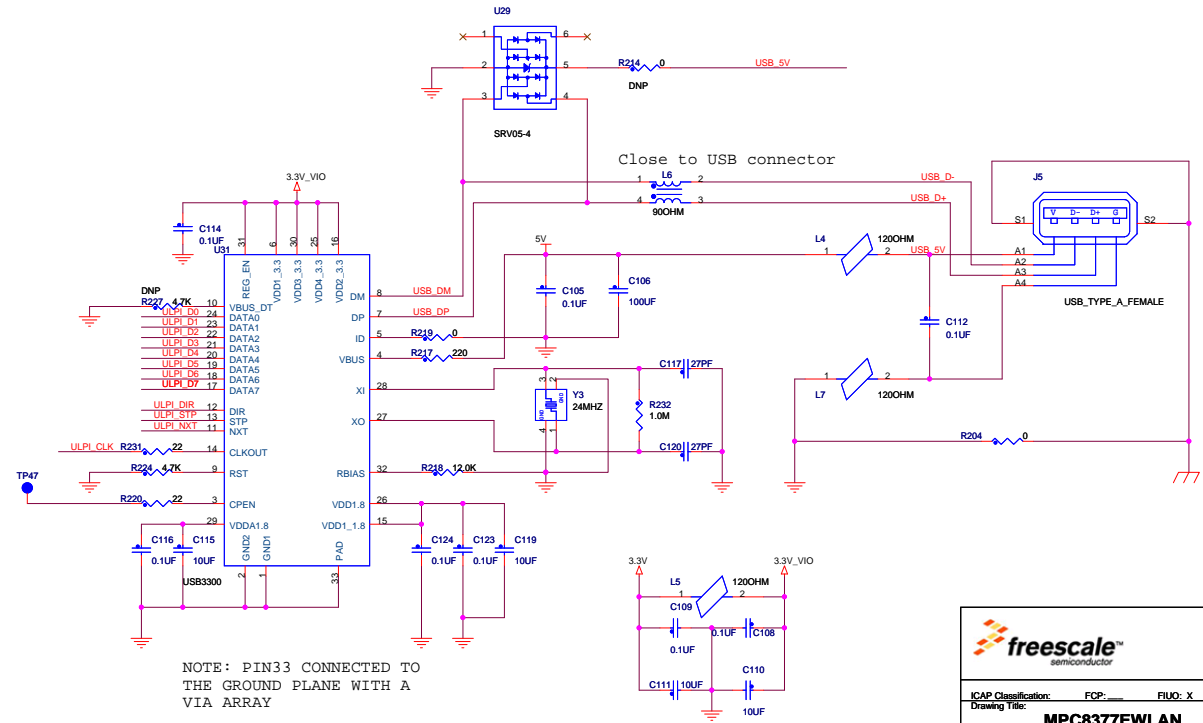 U29
1
6
2
5
3
4
SRV05-4
R214
0
DNP
USB_5V
Close to USB connector
L6
1
2
4
3
90OHM
USB_D-
USB_D+
J5
V
D-
D+
G
S1
S2
A1
A2
A3
A4
USB_TYPE_A_FEMALE
3.3V_VIO
C114
0.1UF
U31
31
6
30
25
16
REG_EN
VDD1_3.3
VDD3_3.3
VDD4_3.3
VDD2_3.3
DNP
R227
4.7K
10
VBUS_DT
ULPI_D0
24
DATA0
ULPI_D1
23
DATA1
ULPI_D2
22
DATA2
ULPI_D3
21
DATA3
ULPI_D4
20
DATA4
ULPI_D5
19
DATA5
ULPI_D6
18
DATA6
ULPI_D7
17
DATA7
ULPI_DIR
12
DIR
ULPI_STP
13
STP
ULPI_NXT
11
NXT
ULPI_CLK
R231
22
14
CLKOUT
R224
4.7K
9
RST
TP47
R220
22
3
CPEN
29
VDDA1.8
C116
0.1UF
C115
10UF
GND2
GND1
PAD
2
1
33
USB3300
DM
8
USB_DM
DP
7
USB_DP
ID
5
R219
0
VBUS
4
R217
220
XI
28
XO
27
RBIAS
32
R218
12.0K
VDD1.8
26
VDD1_1.8
15
C124
0.1UF
C123
0.1UF
C119
10UF
5V
C105
0.1UF
C106
100UF
L4
1
2
120OHM
USB_5V
C112
0.1UF
L7
1
2
120OHM
R204
0
C117
27PF
3
2
GND
GND
4
1
Y3
24MHZ
R232
1.0M
C120
27PF
3.3V
3.3V_VIO
L5
1
2
120OHM
C109
0.1UF
0.1UF
C108
C111
10UF
C110
10UF
NOTE: PIN33 CONNECTED TO
THE GROUND PLANE WITH A
VIA ARRAY
freescale™
semiconductor
ICAP Classification:
FCP: ___
FIUO: X
Drawing Title:
MPC8377EWLAN